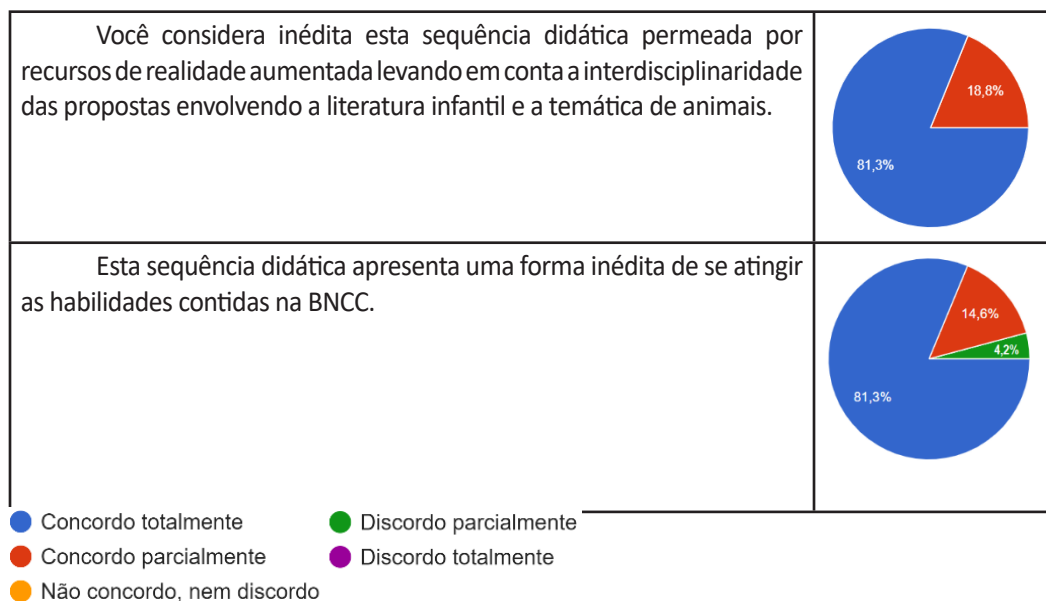 Você considera inédita esta sequência didática permeada por
recursos de realidade aumentada levando em conta a interdisciplinaridade
das propostas envolvendo a literatura infantil e a temática de animais.
18,8%
81,3%
Esta sequência didática apresenta uma forma inédita de se atingir
as habilidades contidas na BNCC.
14,6%
4,2%
81,3%
Concordo totalmente
Discordo parcialmente
Concordo parcialmente
Discordo totalmente
Não concordo, nem discordo